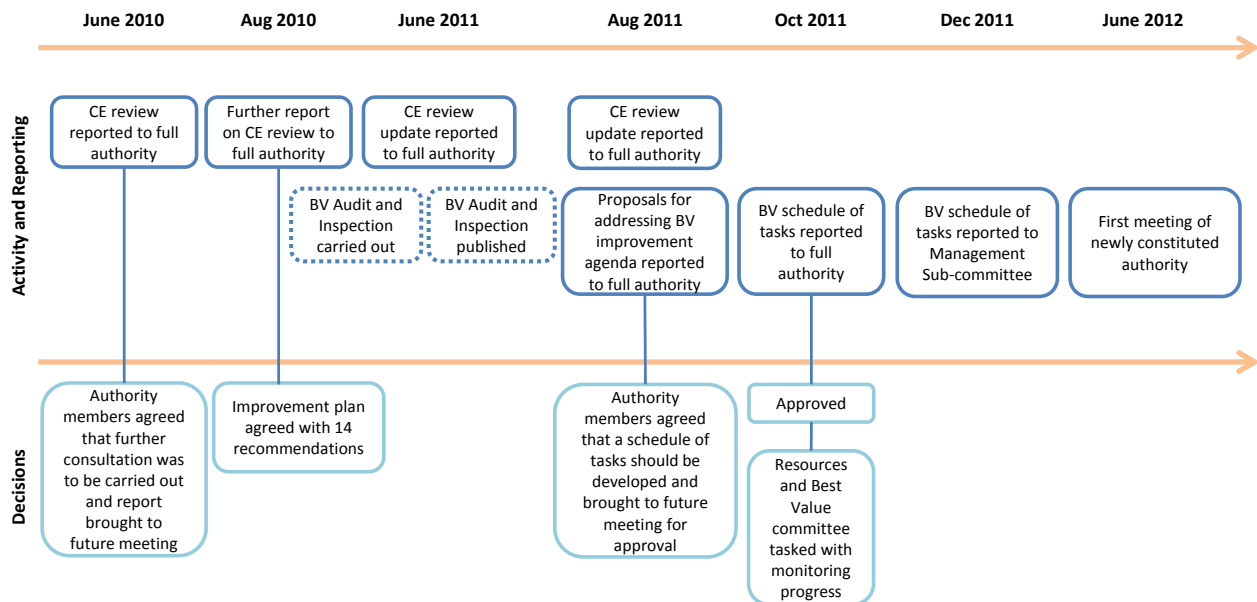 June 2010
Aug 2010
June 2011
Aug 2011
Oct 2011
Dec 2011
June 2012
Activity and Reporting
CE review
reported to full
authority
Further report
on CE review to
full authority
CE review
update reported
to full authority
CE review
update reported
to full authority
BV Audit and
Inspection
carried out
BV Audit and
Inspection
published
Proposals for
addressing BV
improvement
agenda reported
to full authority
BV schedule of
tasks reported
to full
authority
BV schedule of
tasks reported to
Management
Sub-committee
First meeting of
newly constituted
authority
Decisions
Authority
members agreed
that further
consultation was
to be carried out
and report
brought to
future meeting
Improvement plan
agreed with 14
recommendations
Authority
members agreed
that a schedule of
tasks should be
developed and
brought to future
meeting for
approval
Approved
Resources
and Best
Value
committee
tasked with
monitoring
progress